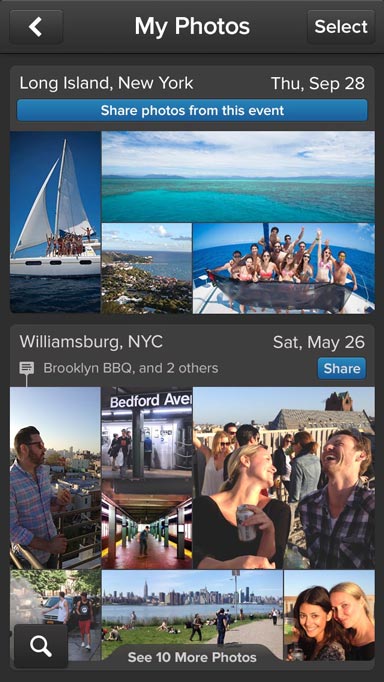 My Photos
Select
Long Island, New York
Thu, Sep 28
Share photos from this event
Williamsburg, NYC
Sat, May 26
Brooklyn BBQ, and 2 others
Share
Bedford Aven
See 10 More Photos